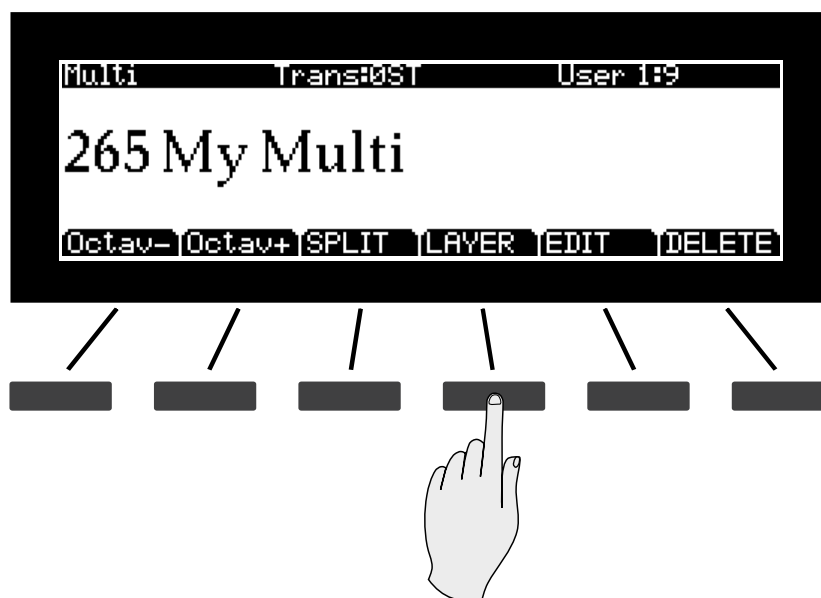 Multi Trans:0ST User 1:9
265 My Multi
Octav- Octav+ SPLIT LAYER EDIT DELETE